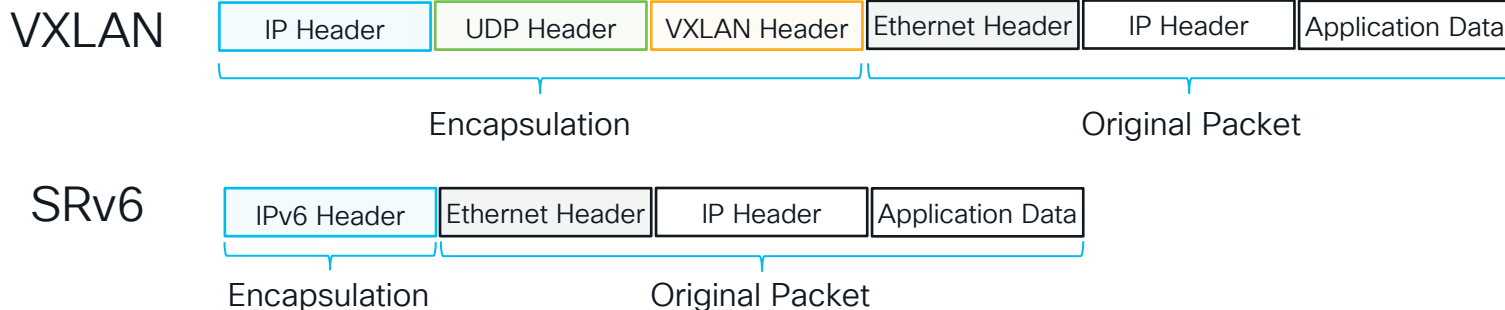 VXLAN
IP Header UDP Header VXLAN Header Ethernet Header IP Header Application Data
Encapsulation Original Packet
SRv6
IPv6 Header Ethernet Header IP Header Application Data
Encapsulation Original Packet